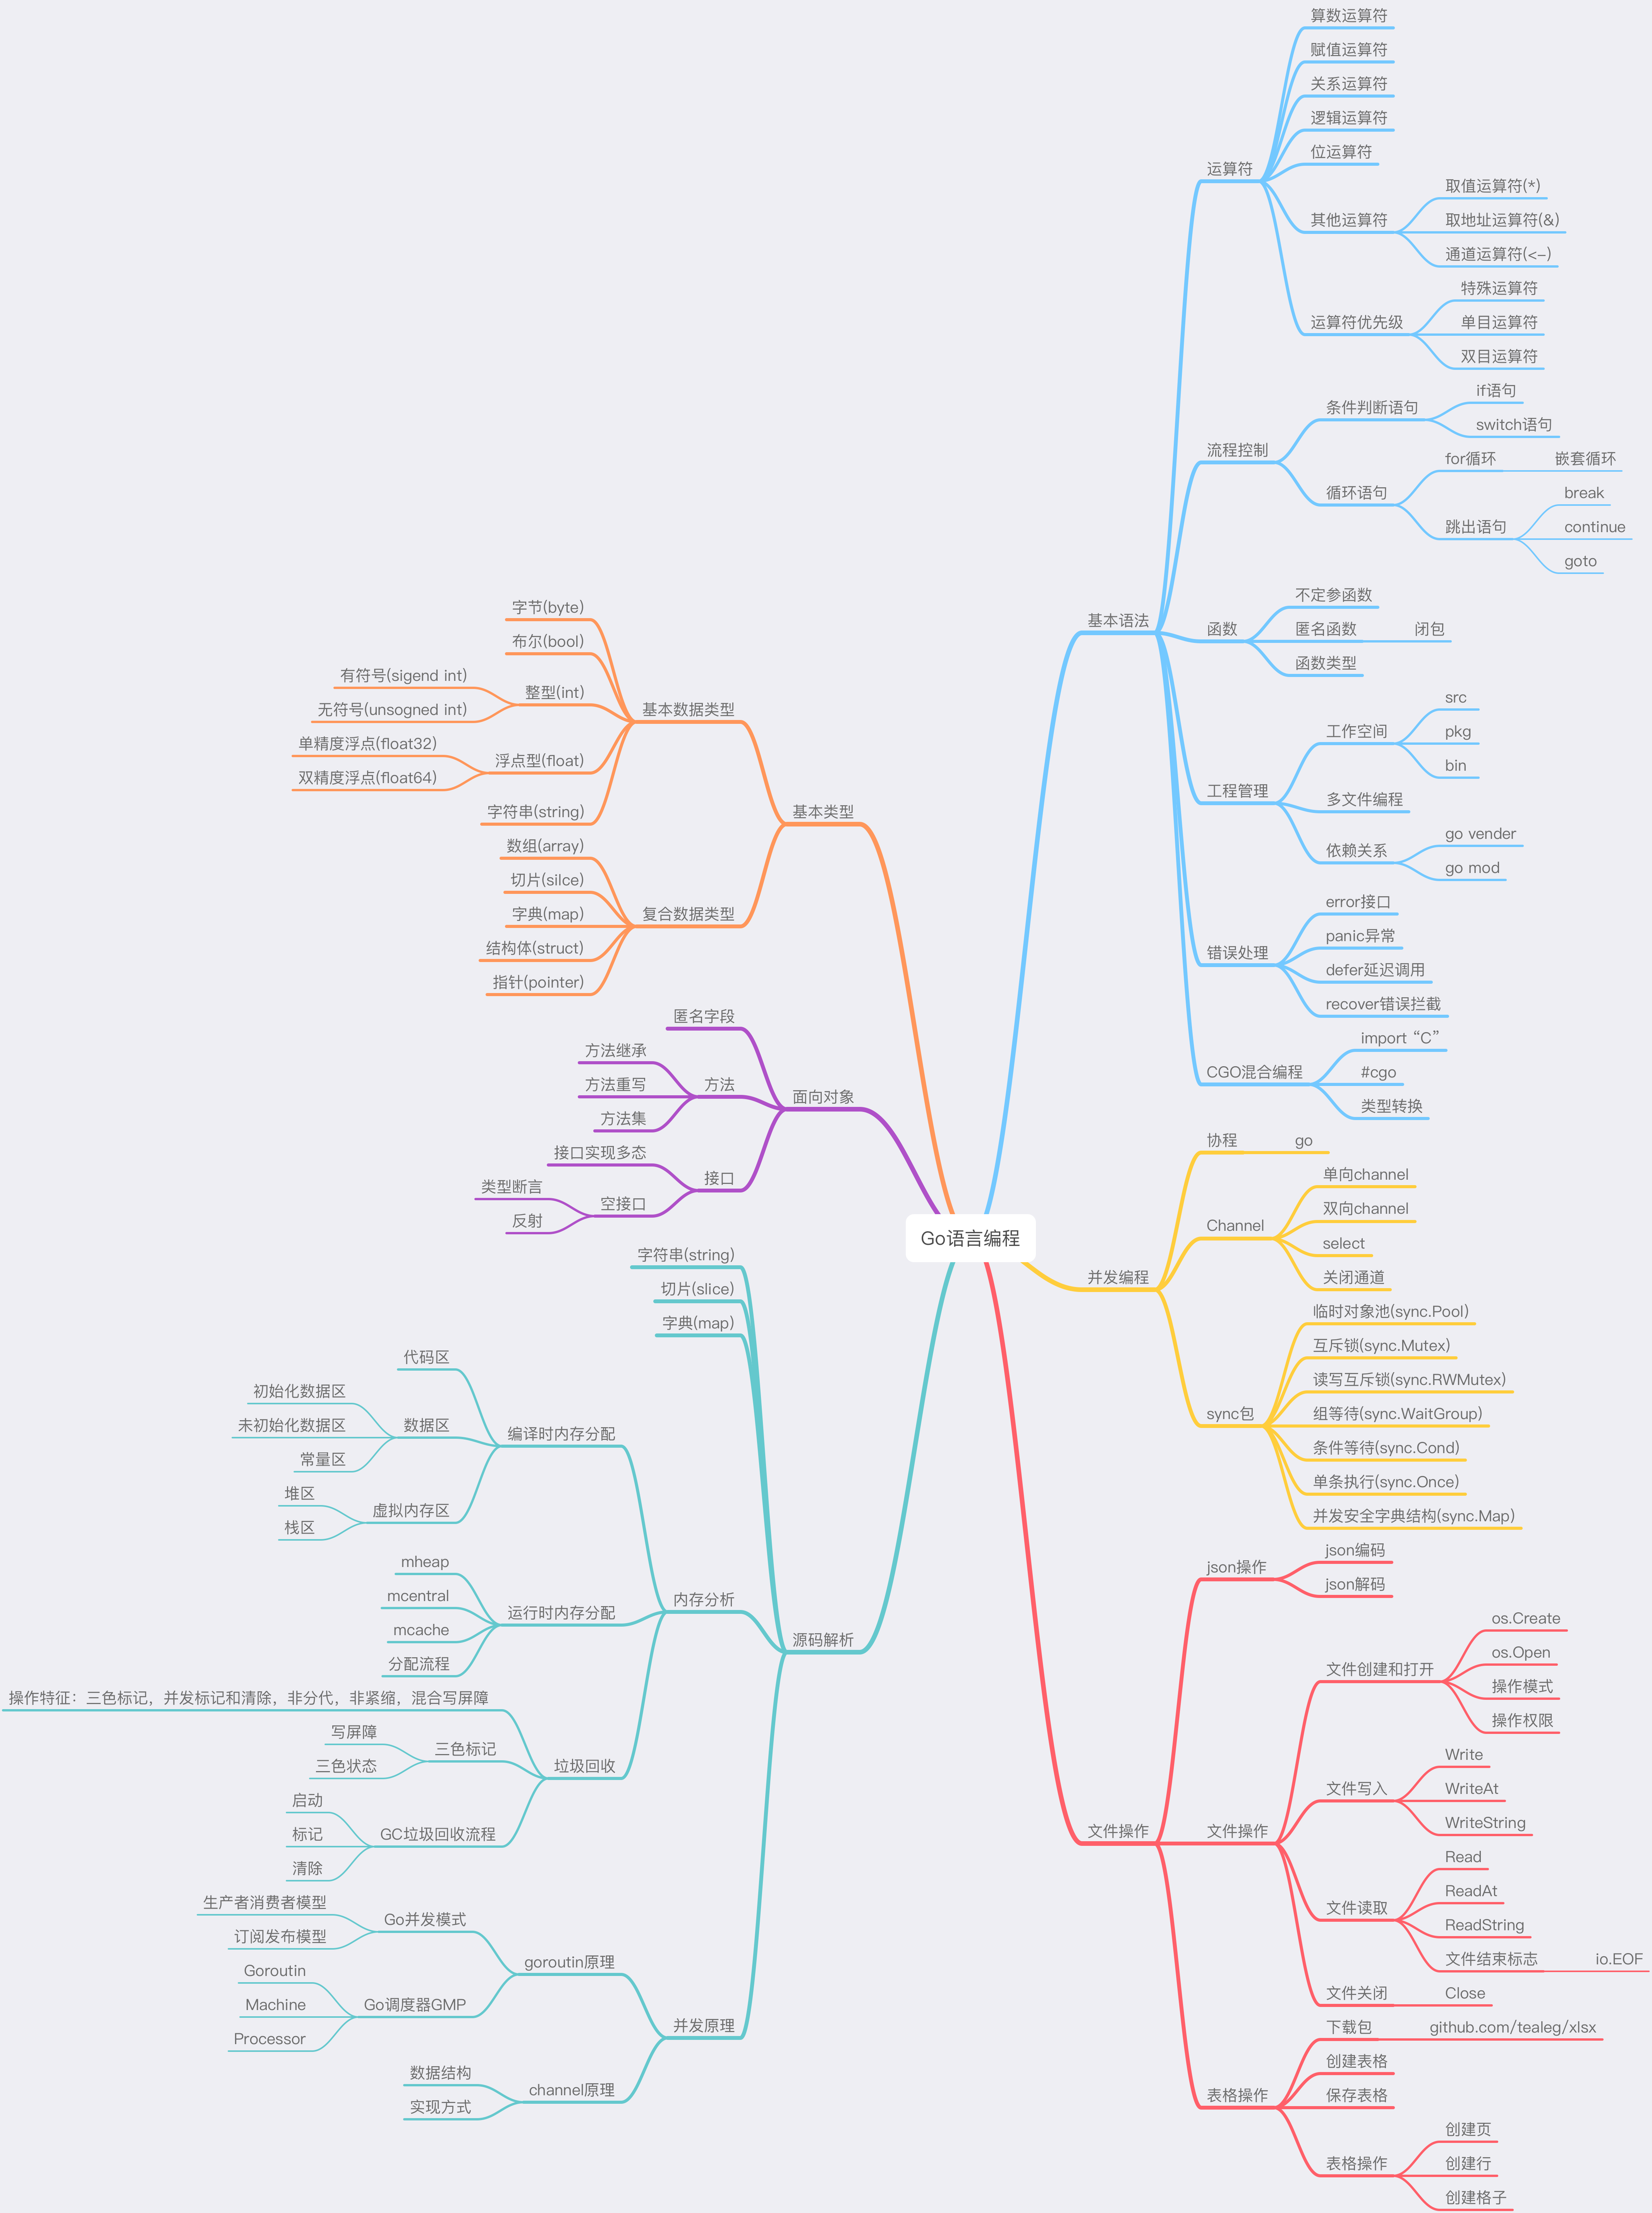 Go语言编程
基本语法
运算符
算数运算符
赋值运算符
关系运算符
逻辑运算符
位运算符
其他运算符
取值运算符(*)
取地址运算符(&)
通道运算符(<-)
运算符优先级
特殊运算符
单目运算符
双目运算符
流程控制
条件判断语句
if语句
switch语句
循环语句
for循环
嵌套循环
跳出语句
break
continue
goto
函数
不定参函数
匿名函数
闭包
函数类型
工程管理
工作空间
src
pkg
bin
多文件编程
依赖关系
go vender
go mod
错误处理
error接口
panic异常
defer延迟调用
recover错误拦截
CGO混合编程
import “C”
#cgo
类型转换
并发编程
协程
go
Channel
单向channel
双向channel
select
关闭通道
sync包
临时对象池(sync.Pool)
互斥锁(sync.Mutex)
读写互斥锁(sync.RWMutex)
组等待(sync.WaitGroup)
条件等待(sync.Cond)
单条执行(sync.Once)
并发安全字典结构(sync.Map)
文件操作
json操作
json编码
json解码
文件操作
文件创建和打开
os.Create
os.Open
操作模式
操作权限
文件写入
Write
WriteAt
WriteString
文件读取
Read
ReadAt
ReadString
文件结束标志
io.EOF
文件关闭
Close
表格操作
下载包
github.com/tealeg/xlsx
创建表格
保存表格
表格操作
创建页
创建行
创建格子
基本类型
基本数据类型
字节(byte)
布尔(bool)
整型(int)
有符号(sigend int)
无符号(unsogned int)
浮点型(float)
单精度浮点(float32)
双精度浮点(float64)
字符串(string)
复合数据类型
数组(array)
切片(silce)
字典(map)
结构体(struct)
指针(pointer)
面向对象
匿名字段
方法
方法继承
方法重写
方法集
接口
接口实现多态
空接口
类型断言
反射
源码解析
字符串(string)
切片(slice)
字典(map)
内存分析
编译时内存分配
代码区
数据区
初始化数据区
未初始化数据区
常量区
虚拟内存区
堆区
栈区
运行时内存分配
mheap
mcentral
mcache
分配流程
垃圾回收
操作特征：三色标记，并发标记和清除，非分代，非紧缩，混合写屏障
三色标记
写屏障
三色状态
GC垃圾回收流程
启动
标记
清除
并发原理
goroutin原理
Go并发模式
生产者消费者模型
订阅发布模型
Go调度器GMP
Goroutin
Machine
Processor
channel原理
数据结构
实现方式